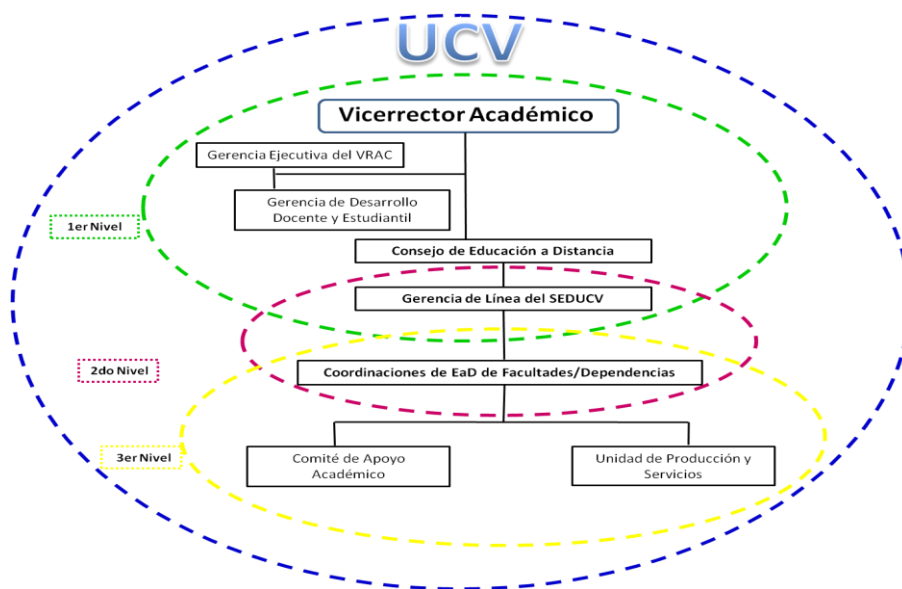 UCV
Vicerrector Académico
Gerencia Ejecutiva del VRAC
Gerencia de Desarrollo
Docente y Estudiantil
1er Nivel
Consejo de Educación a Distancia
Gerencia de Línea del SEDUCV
2do Nivel
Coordinaciones de EaD de Facultades/Dependencias
3er Nivel
Comité de Apoyo
Académico
Unidad de Producción y
Servicios